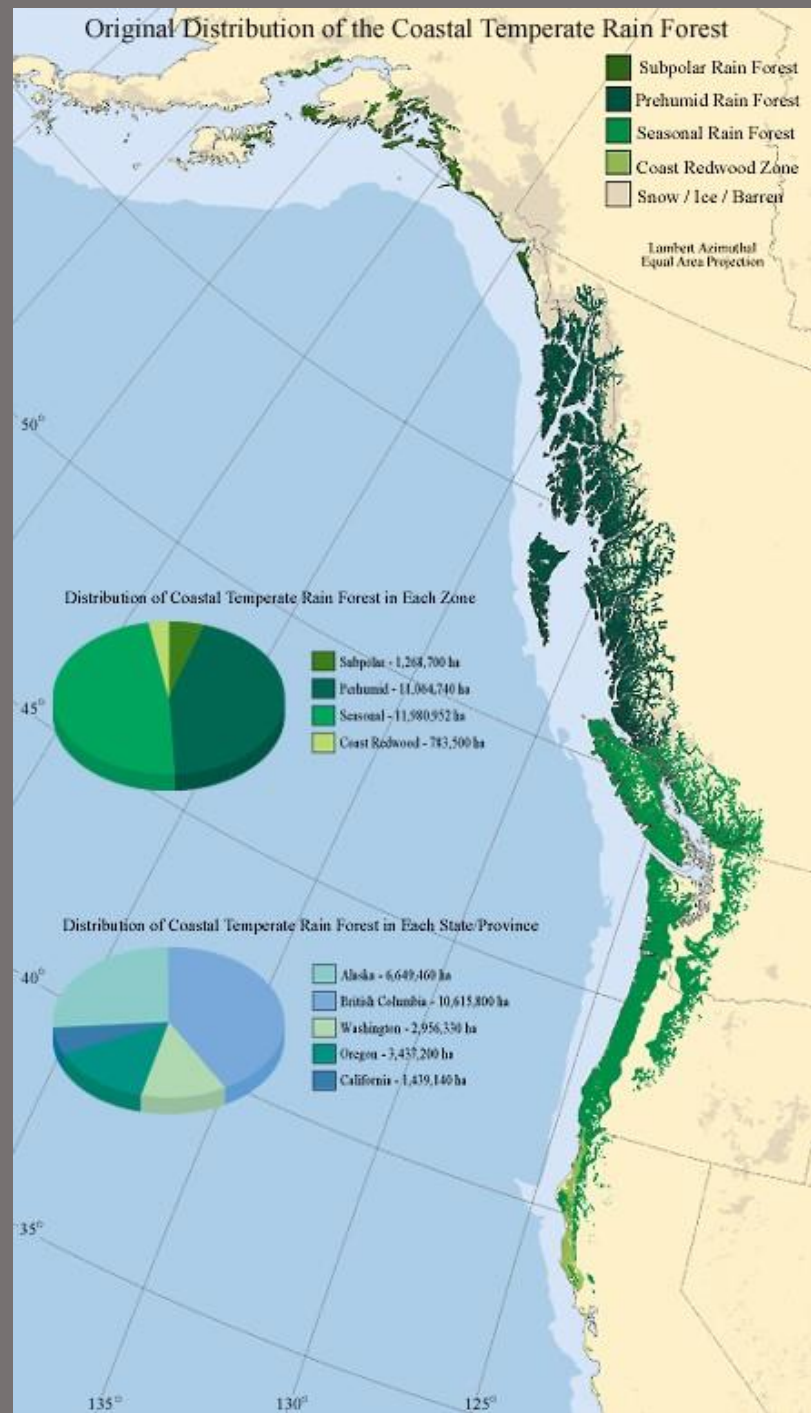 Original Distribution of the Coastal Temperate Rain Forest
Subpolar Rain Forest
Prehumid Rain Forest
Seasonal Rain Forest
Coast Redwood Zone
Snow / Ice / Barren
Lambert Azimuthal
Equal Area Projection
50°
Distribution of Coastal Temperate Rain Forest in Each Zone
Subpolar - 1,268,700 ha
Perhumid - 11,064,740 ha
Seasonal - 11,980,952 ha
Coast Redwood - 783,500 ha
45°
Distribution of Coastal Temperate Rain Forest in Each State/Province
Alaska - 6,649,460 ha
British Columbia - 10,615,800 ha
Washington - 2,956,330 ha
Oregon - 3,437,200 ha
California - 1,439,140 ha
40°
35°
135°
130°
125°